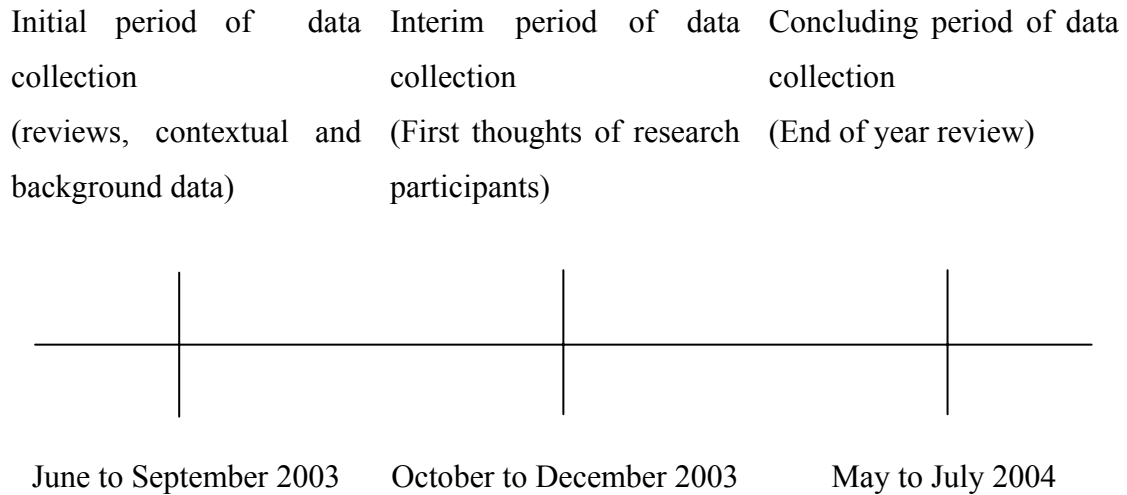 Initial period of data
collection
(reviews, contextual and
background data)
Interim period of data
collection
(First thoughts of research
participants)
Concluding period of data
collection
(End of year review)
June to September 2003
October to December 2003
May to July 2004